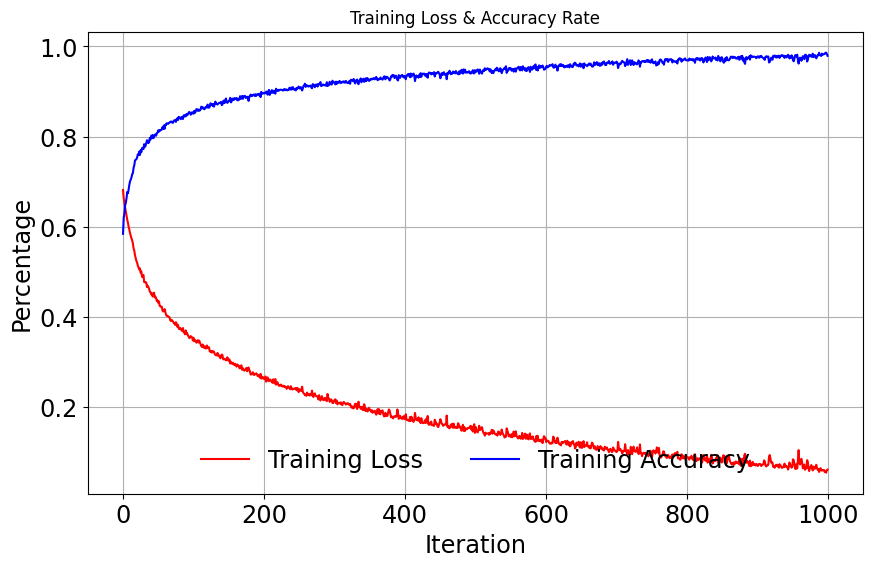 Training Loss & Accuracy Rate
1.0
0.8
0.6
0.4
0.2
Percentage
Training Loss Training Accuracy
0 200 400 600 800 1000
Iteration